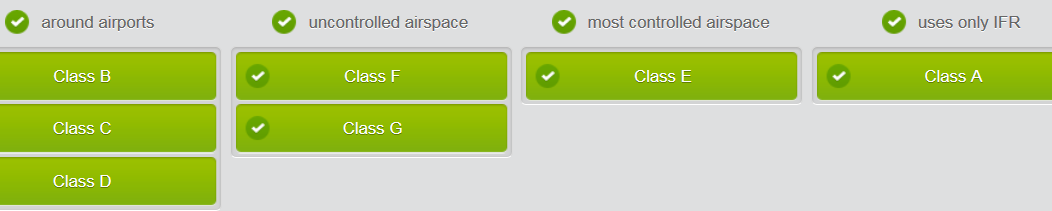 around airports
uncontrolled airspace
most controlled airspace
uses only IFR
Class B
Class F
Class E
Class A
Class C
Class G
Class D